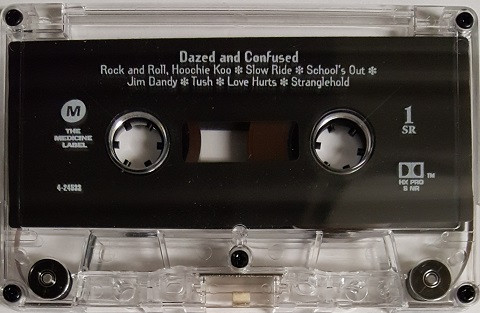 Dazed and Confused
Rock and Roll, Hoochie Koo ✻ Slow Ride ✻ School's Out ✻
Jim Dandy ✻ Tush ✻ Love Hurts ✻ Stranglehold
M
THE
MEDICINE
LABEL
4-24533
1
SR
HX PRO
B NR
TM